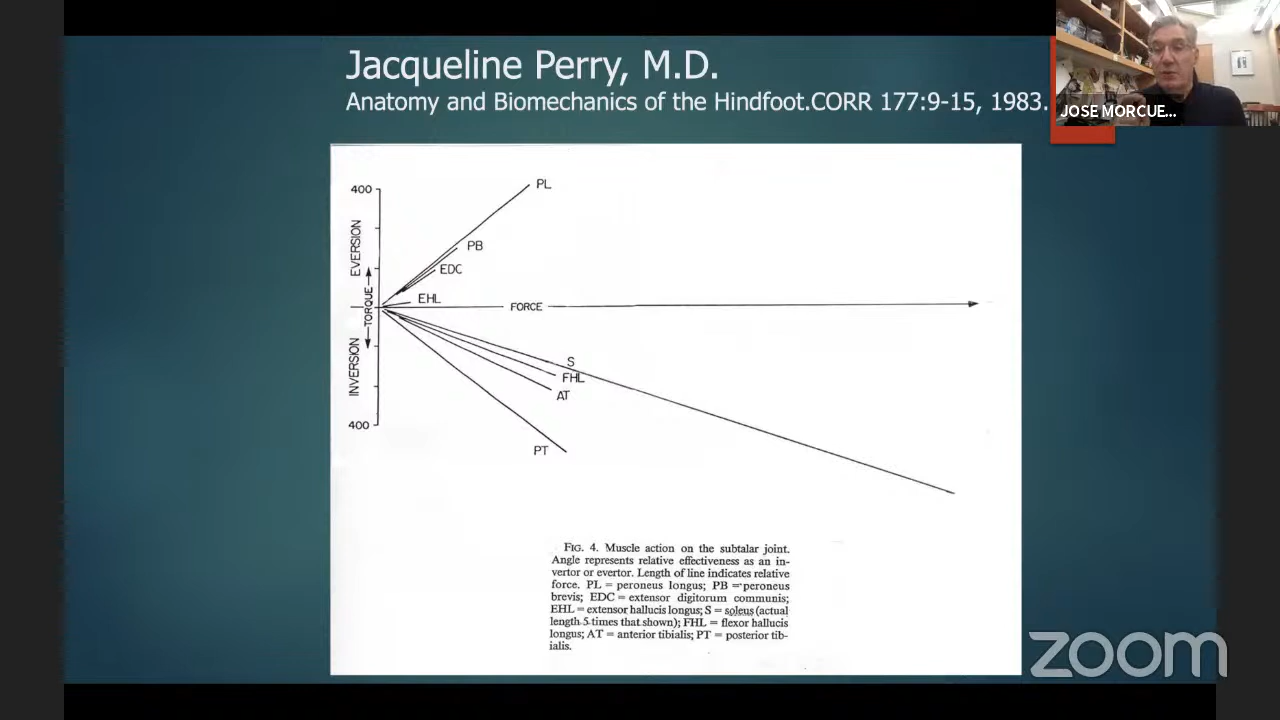 Jacqueline Perry, M.D.
Anatomy and Biomechanics of the Hindfoot.CORR 177:9-15, 1983.
JOSE MORCUE...
400
PL
EVERSION
PB
EDC
EHL
TORQUE
FORCE
INVERSION
S
FHL
AT
400
PT
FIG. 4. Muscle action on the subtalar joint.
Angle represents relative effectiveness as an in-
vertor or evertor. Length of line indicates relative
force. PL = peroneus longus; PB = peroneus
brevis; EDC = extensor digitorum communis;
EHL = extensor hallucis longus; S = soleus (actual
length 5 times that shown); FHL = flexor hallucis
longus; AT = anterior tibialis; PT = posterior tib-
ialis.
zoom